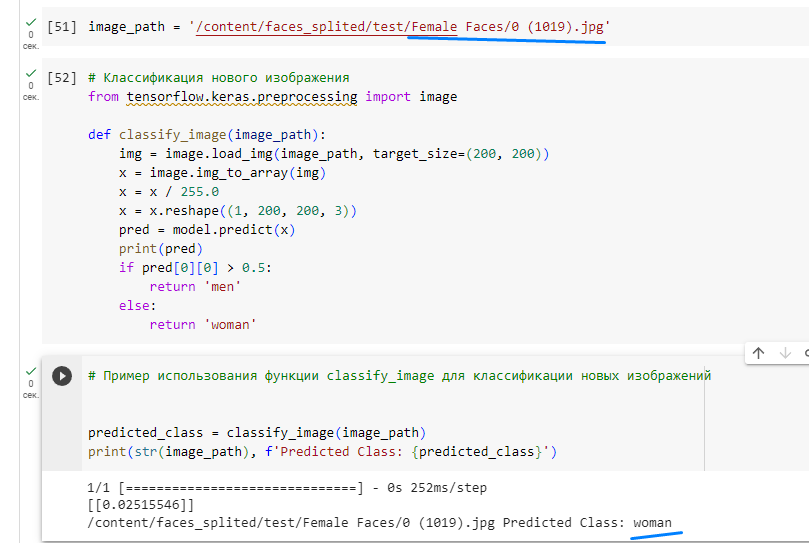 [51] image_path = '/content/faces_splited/test/Female Faces/0 (1019).jpg'
0
сек.
[52] # Классификация нового изображения
0
сек.
from tensorflow.keras.preprocessing import image
def classify_image(image_path):
img = image.load_img(image_path, target_size=(200, 200))
x = image.img_to_array(img)
x = x / 255.0
x = x.reshape((1, 200, 200, 3))
pred = model.predict(x)
print(pred)
if pred[0][0] > 0.5:
return 'men'
else:
return 'woman'
0
сек.
# Пример использования функции classify_image для классификации новых изображений
predicted_class = classify_image(image_path)
print(str(image_path), f'Predicted Class: {predicted_class}')
1/1 [==============================] - 0s 252ms/step
[[0.02515546]]
/content/faces_splited/test/Female Faces/0 (1019).jpg Predicted Class: woman